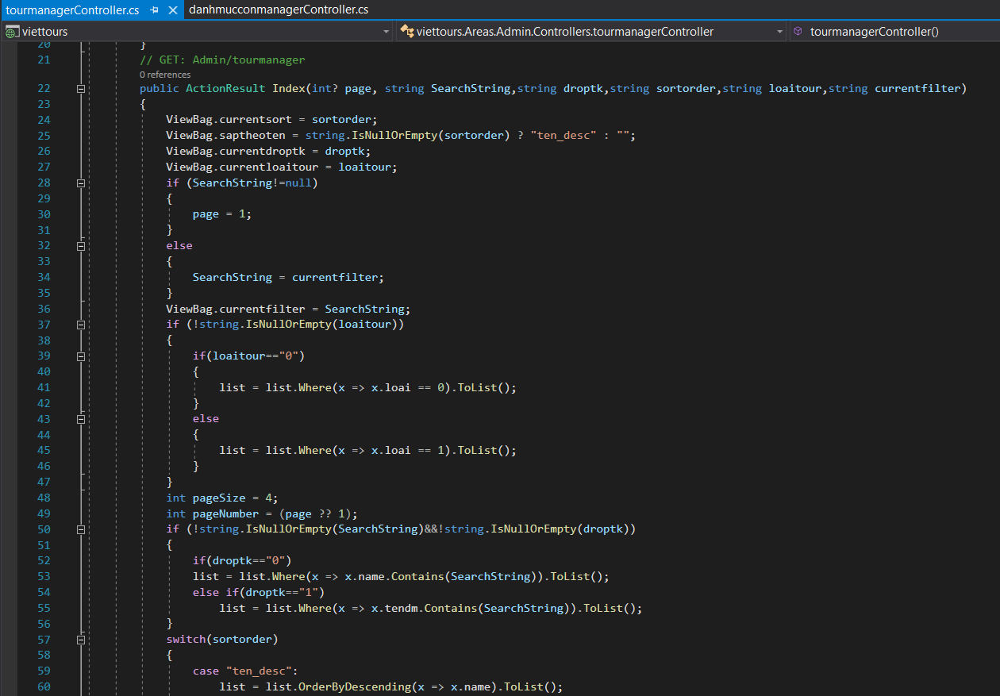 tourmanagerController.cs danhmucconmanagerController.cs
viettours viettours.Areas.Admin.Controllers.tourmanagerController tourmanagerController()
20 }
21 // GET: Admin/tourmanager
0 references
22 public ActionResult Index(int? page, string SearchString,string droptk,string sortorder,string loaitour,string currentfilter)
23 {
24 ViewBag.currentsort = sortorder;
25 ViewBag.saptheoten = string.IsNullOrEmpty(sortorder) ? "ten_desc" : "";
26 ViewBag.currentdroptk = droptk;
27 ViewBag.currentloaitour = loaitour;
28 if (SearchString!=null)
29 {
30 page = 1;
31 }
32 else
33 {
34 SearchString = currentfilter;
35 }
36 ViewBag.currentfilter = SearchString;
37 if (!string.IsNullOrEmpty(loaitour))
38 {
39 if(loaitour=="0")
40 {
41 list = list.Where(x => x.loai == 0).ToList();
42 }
43 else
44 {
45 list = list.Where(x => x.loai == 1).ToList();
46 }
47 }
48 int pageSize = 4;
49 int pageNumber = (page ?? 1);
50 if (!string.IsNullOrEmpty(SearchString)&&!string.IsNullOrEmpty(droptk))
51 {
52 if(droptk=="0")
53 list = list.Where(x => x.name.Contains(SearchString)).ToList();
54 else if(droptk=="1")
55 list = list.Where(x => x.tendm.Contains(SearchString)).ToList();
56 }
57 switch(sortorder)
58 {
59 case "ten_desc":
60 list = list.OrderByDescending(x => x.name).ToList();